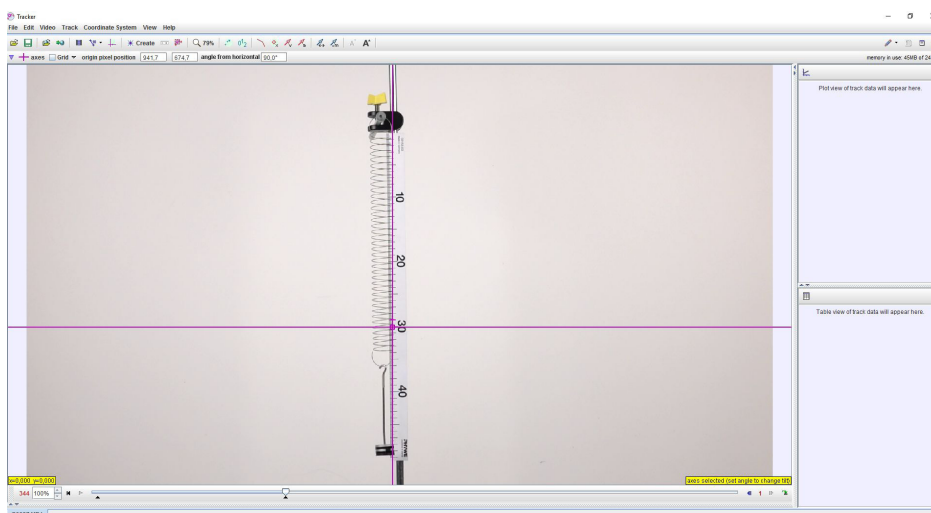 Tracker
File Edit Video Track Coordinate System View Help
Create 79%
axes Grid origin pixel position 941,7 674,7 angle from horizontal 90,0°
memory in use: 45MB of 24
Plot view of track data will appear here.
10
20
30
40
Table view of track data will appear here.
x=0,000 y=0,000
axes selected (set angle to change tilt)
344 100% 1